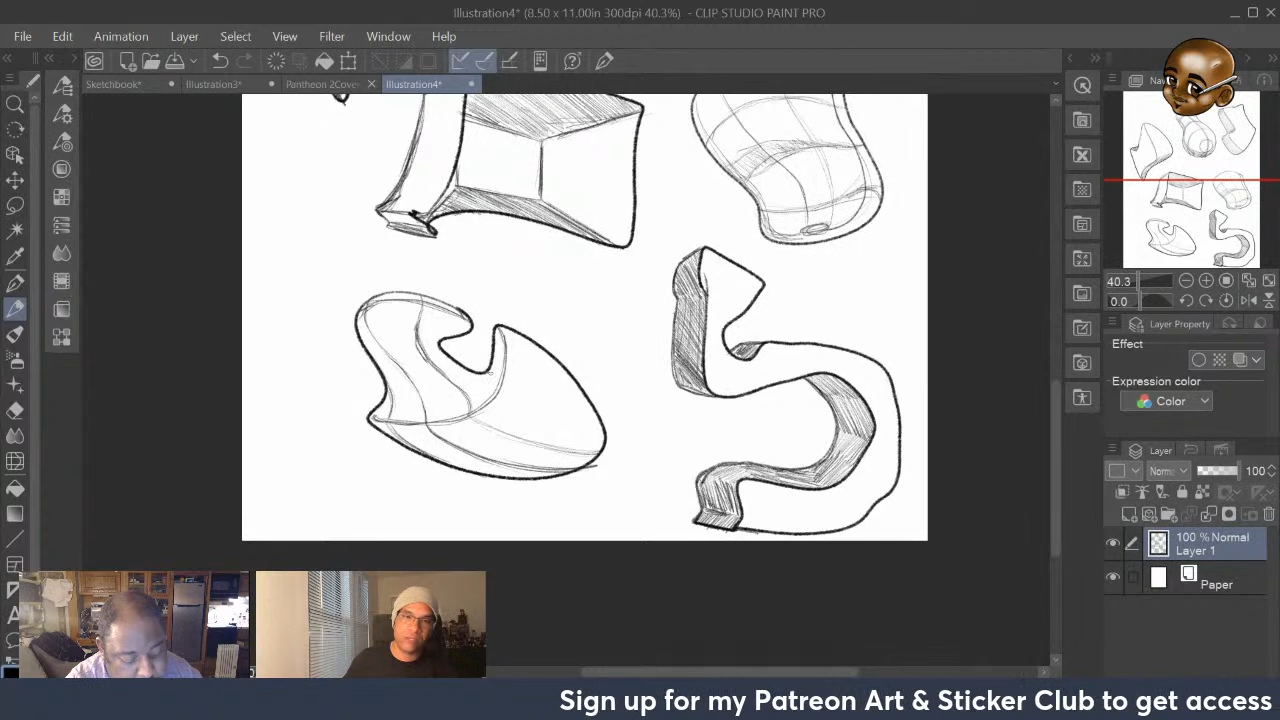 Illustration4* (8.50 x 11.00in 300dpi 40.3%) - CLIP STUDIO PAINT PRO
File Edit Animation Layer Select View Filter Window Help
Sketchbook* Illustration3* Pantheon 2Cove Illustration4*
40.3
0.0
Layer Property
Effect
Expression color
Color
Layer
Norm 100
100 % Normal
Layer 1
Paper
Sign up for my Patreon Art & Sticker Club to get access